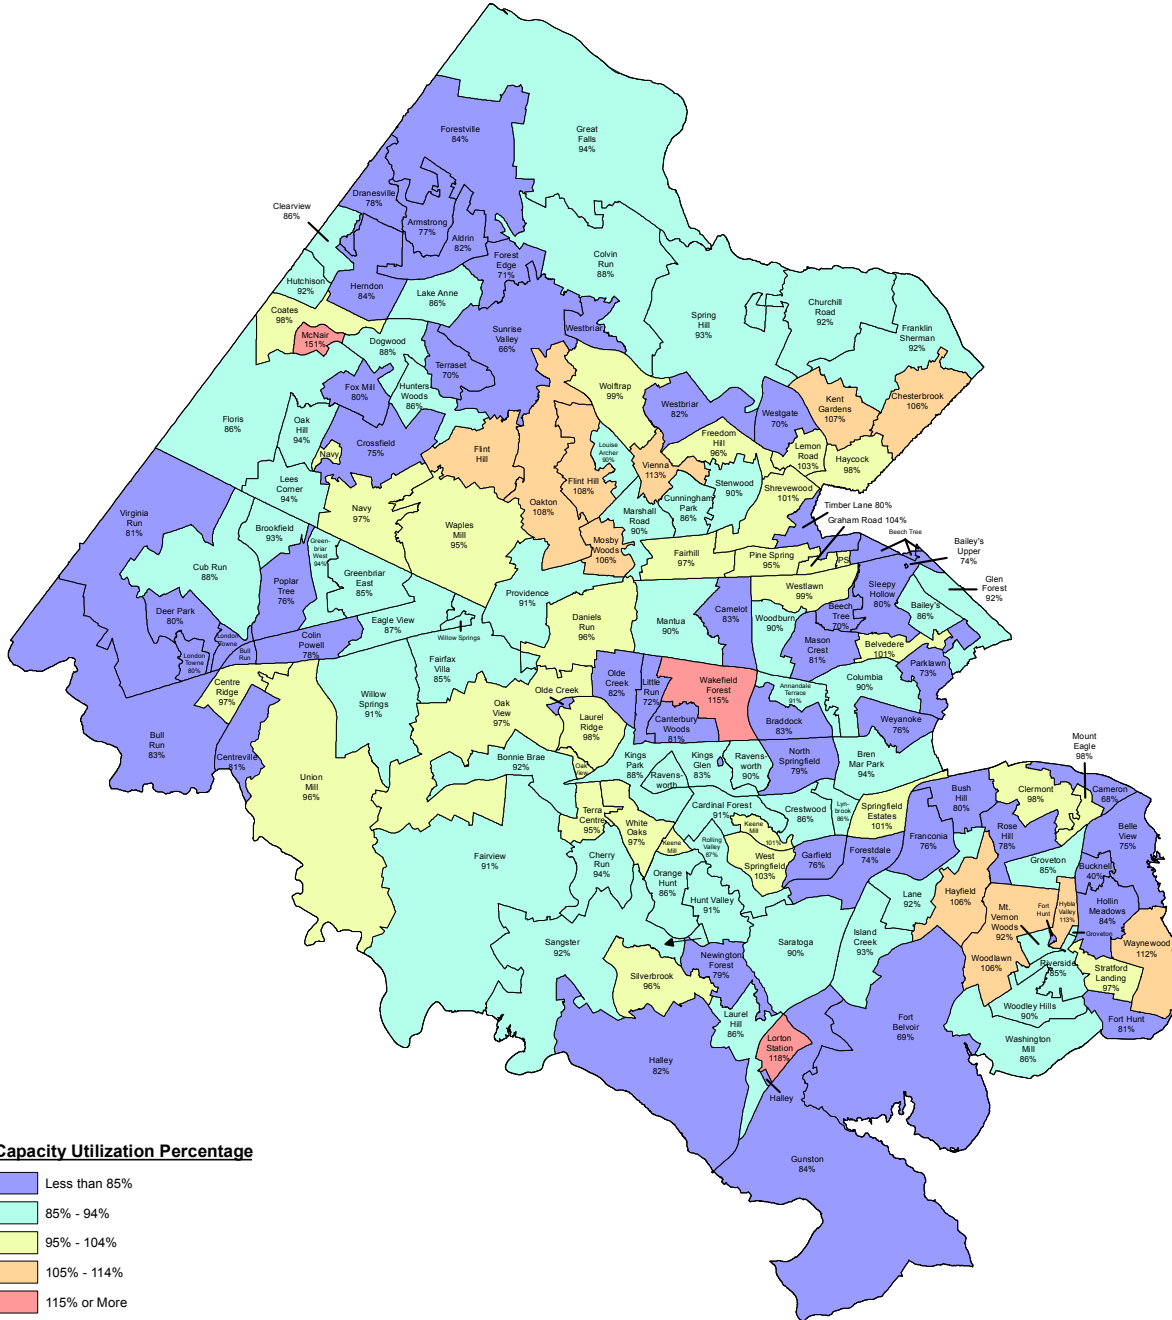 Great
Falls
94%
Forestville
84%
Dranesville
78%
Clearview
86%
Armstrong
77%
Aldrin
82%
Forest
Edge
71%
Colvin
Run
88%
Hutchison
92%
Herndon
84%
Lake Anne
86%
Coates
98%
McNair
151%
Dogwood
88%
Sunrise
Valley
66%
Westbriar
Spring
Hill
93%
Churchill
Road
92%
Franklin
Sherman
92%
Fox Mill
80%
Hunters
Woods
86%
Terraset
70%
Wolftrap
99%
Westbriar
82%
Westgate
70%
Kent
Gardens
107%
Chesterbrook
106%
Floris
86%
Oak
Hill
94%
Navy
Crossfield
75%
Flint
Hill
Louise
Archer
90%
Freedom
Hill
96%
Lemon
Road
103%
Haycock
98%
Vienna
113%
Flint Hill
108%
Oakton
108%
Lees
Corner
94%
Cunningham
Park
86%
Stenwood
90%
Shrevewood
101%
Timber Lane 80%
Graham Road 104%
Beech Tree
Bailey's
Upper
74%
Glen
Forest
92%
Virginia
Run
81%
Navy
97%
Waples
Mill
95%
Marshall
Road
90%
Mosby
Woods
106%
Brookfield
93%
Green-
briar
West
94%
Cub Run
88%
Poplar
Tree
76%
Greenbriar
East
85%
Fairhill
97%
Pine Spring
95%
PS
Westlawn
99%
Sleepy
Hollow
80%
Bailey's
86%
Providence
91%
Deer Park
80%
London
Towne
London
Towne
80%
Bull
Run
Colin
Powell
78%
Eagle View
87%
Willow Springs
Daniels
Run
96%
Mantua
90%
Camelot
83%
Woodburn
90%
Beech
Tree
70%
Mason
Crest
81%
Belvedere
101%
Parklawn
73%
Fairfax
Villa
85%
Centre
Ridge
97%
Willow
Springs
91%
Oak
View
97%
Olde Creek
Olde
Creek
82%
Little
Run
72%
Wakefield
Forest
115%
Annandale
Terrace
91%
Columbia
90%
Laurel
Ridge
98%
Canterbury
Woods
81%
Braddock
83%
Weyanoke
76%
Bull
Run
83%
Centreville
81%
Union
Mill
96%
Bonnie Brae
92%
Oak
View
Kings
Park
88%
Ravens-
worth
Kings
Glen
83%
Ravens-
worth
90%
North
Springfield
79%
Bren
Mar Park
94%
Mount
Eagle
98%
Bush
Hill
80%
Clermont
98%
Cameron
68%
Terra
Centre
95%
White
Oaks
97%
Cardinal Forest
91%
Crestwood
86%
Lyn-
brook
86%
Springfield
Estates
101%
Keene
Mill
101%
Keene
Mill
Rolling
Valley
87%
West
Springfield
103%
Garfield
76%
Forestdale
74%
Franconia
76%
Rose
Hill
78%
Belle
View
75%
Groveton
85%
Bucknell
40%
Fairview
91%
Cherry
Run
94%
Orange
Hunt
86%
Hunt Valley
91%
Lane
92%
Hayfield
106%
Mt.
Vernon
Woods
92%
Fort
Hunt
Hybla
Valley
113%
Hollin
Meadows
84%
Groveton
Waynewood
112%
Sangster
92%
Saratoga
90%
Island
Creek
93%
Newington
Forest
79%
Silverbrook
96%
Woodlawn
106%
Riverside
85%
Stratford
Landing
97%
Woodley Hills
90%
Fort Hunt
81%
Washington
Mill
86%
Laurel
Hill
86%
Fort
Belvoir
69%
Lorton
Station
118%
Halley
82%
Halley
Gunston
84%
Capacity Utilization Percentage
Less than 85%
85% - 94%
95% - 104%
105% - 114%
115% or More